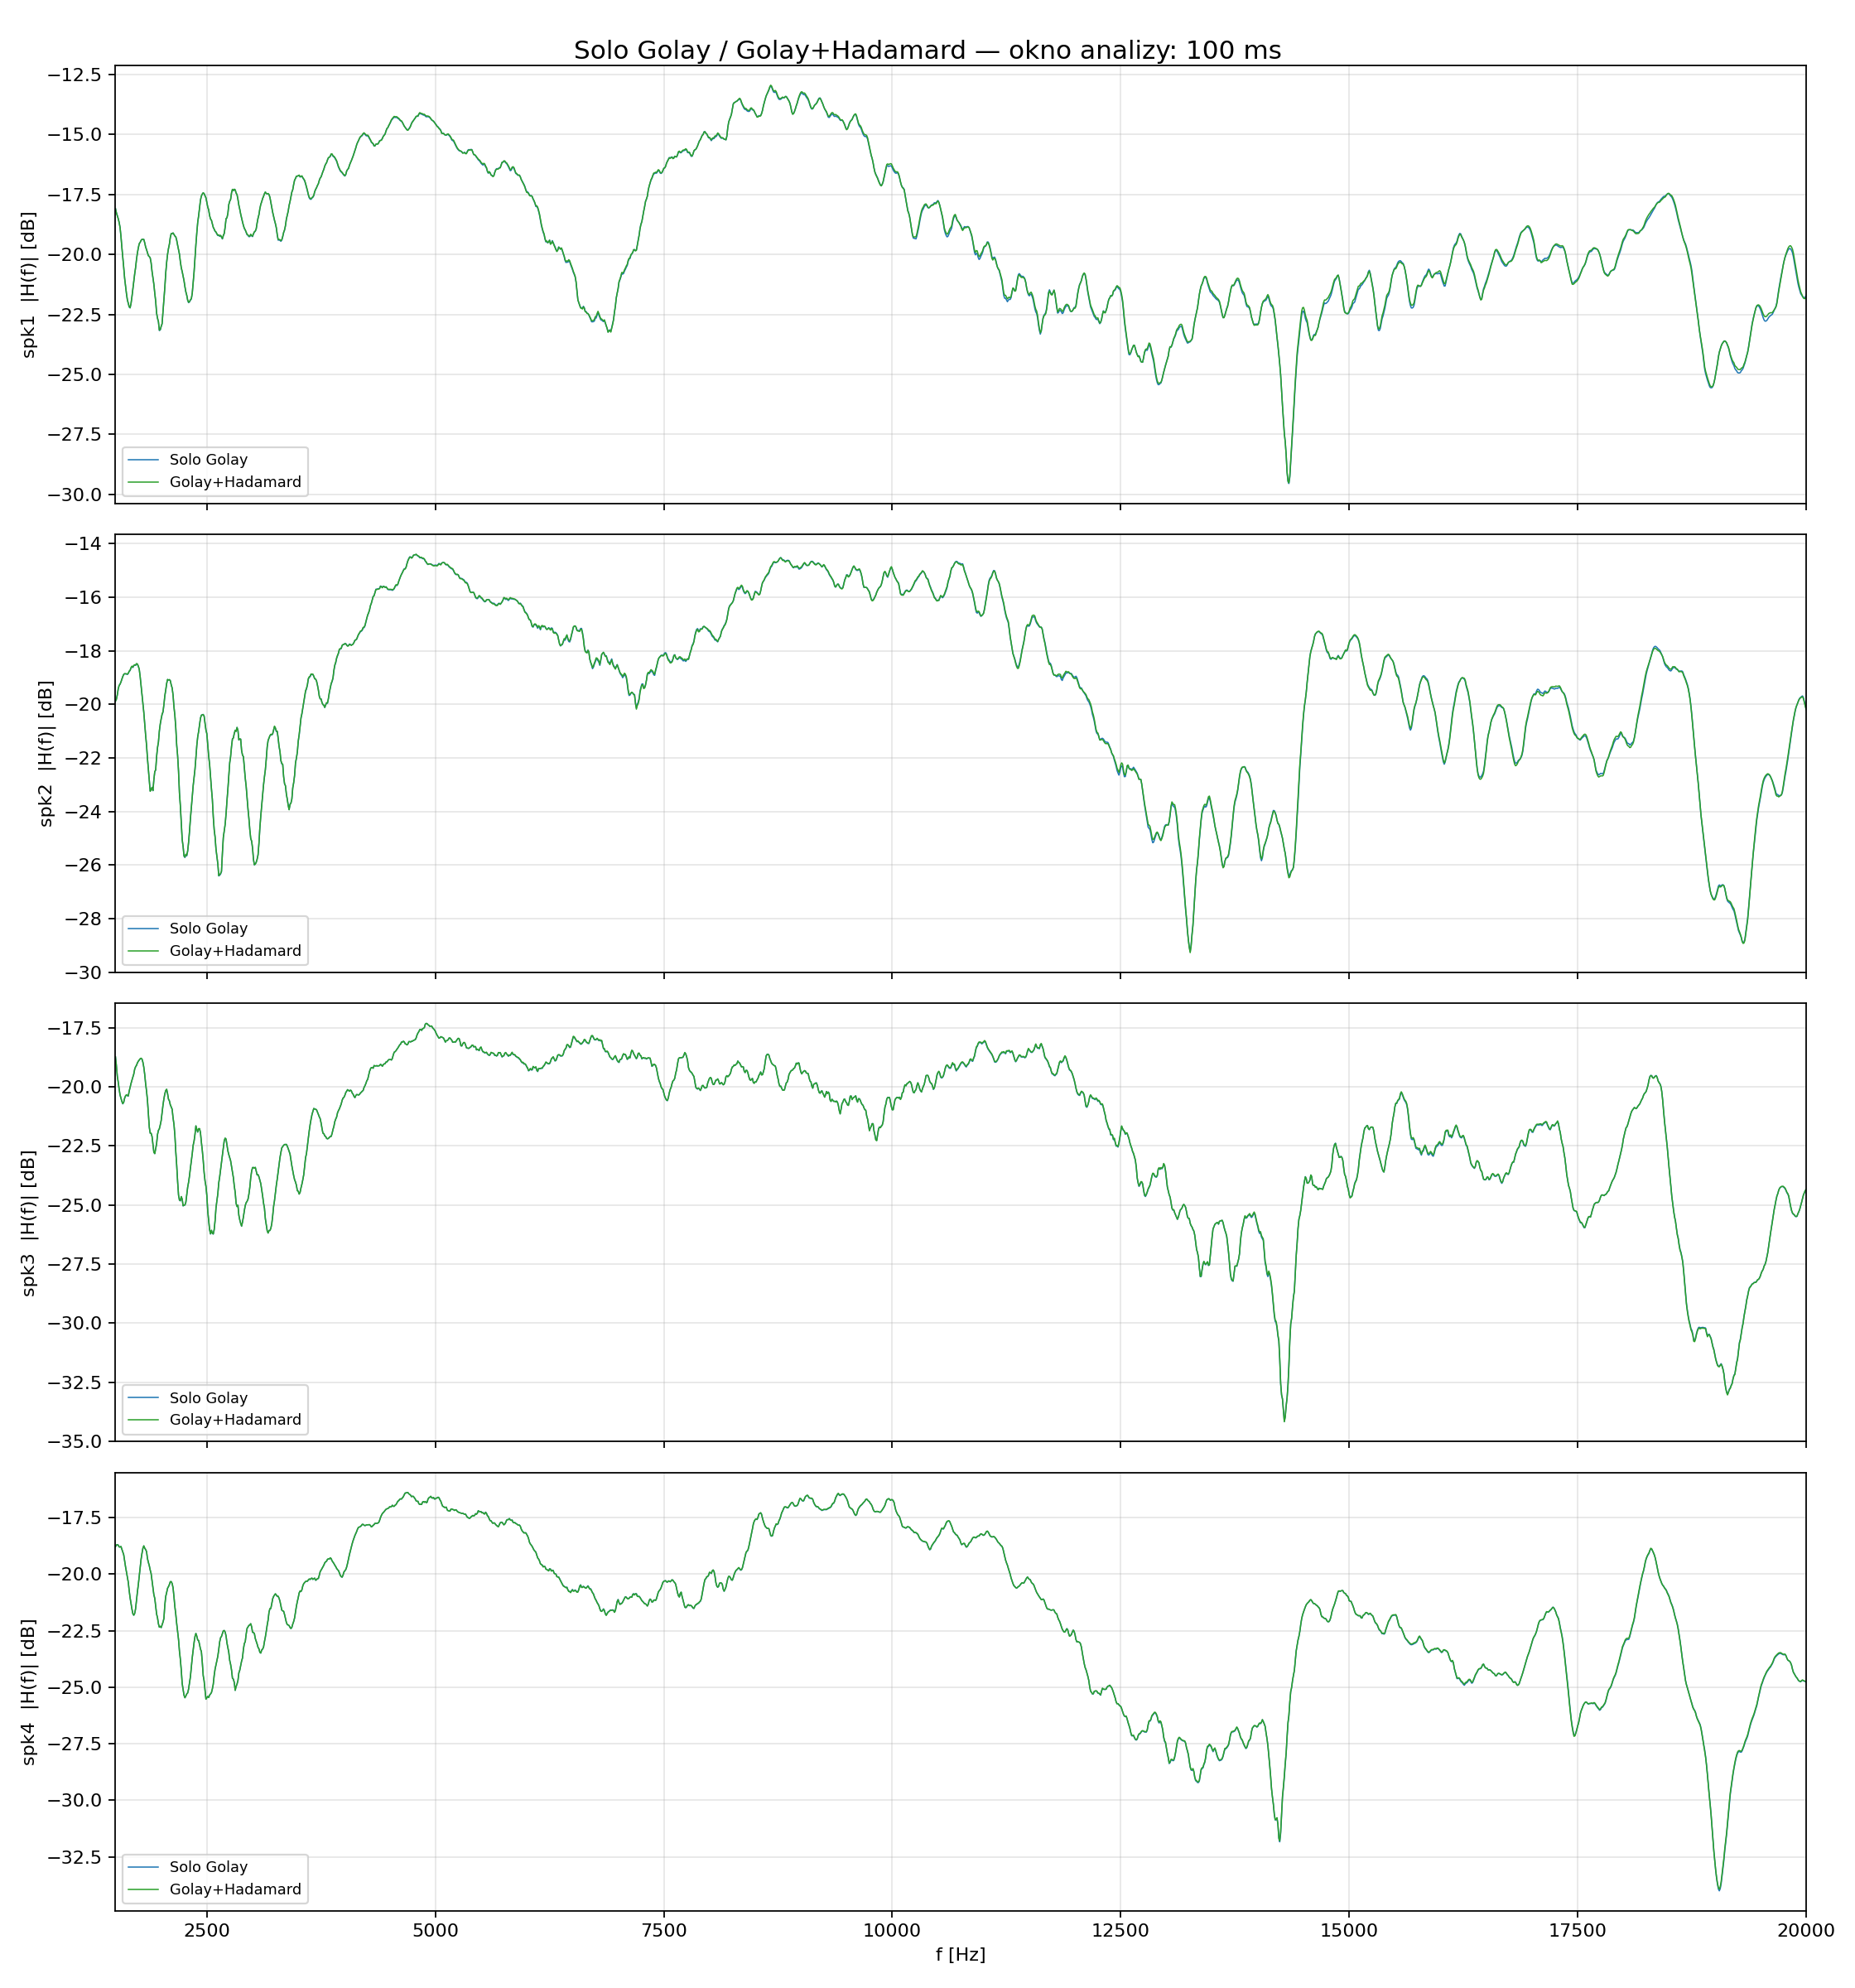 Solo Golay / Golay+Hadamard — okno analizy: 100 ms
−12.5
−15.0
−17.5
−20.0
−22.5
−25.0
−27.5
−30.0
spk1 |H(f)| [dB]
Solo Golay
Golay+Hadamard
−14
−16
−18
−20
−22
−24
−26
−28
−30
spk2 |H(f)| [dB]
Solo Golay
Golay+Hadamard
−17.5
−20.0
−22.5
−25.0
−27.5
−30.0
−32.5
−35.0
spk3 |H(f)| [dB]
Solo Golay
Golay+Hadamard
−17.5
−20.0
−22.5
−25.0
−27.5
−30.0
−32.5
spk4 |H(f)| [dB]
Solo Golay
Golay+Hadamard
2500 5000 7500 10000 12500 15000 17500 20000
f [Hz]